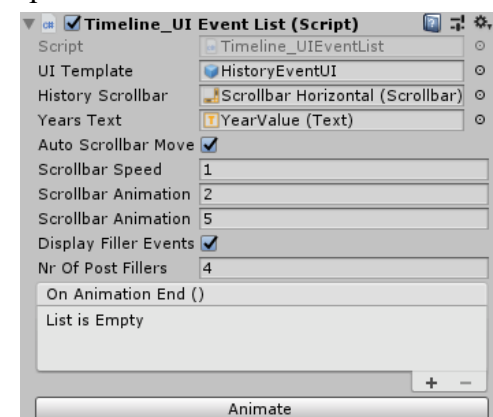 Timeline_UI Event List (Script)
Script Timeline_UIEventList
UI Template HistoryEventUI
History Scrollbar Scrollbar Horizontal (Scrollbar)
Years Text YearValue (Text)
Auto Scrollbar Move
Scrollbar Speed 1
Scrollbar Animation 2
Scrollbar Animation 5
Display Filler Events
Nr Of Post Fillers 4
On Animation End ()
List is Empty
+ −
Animate